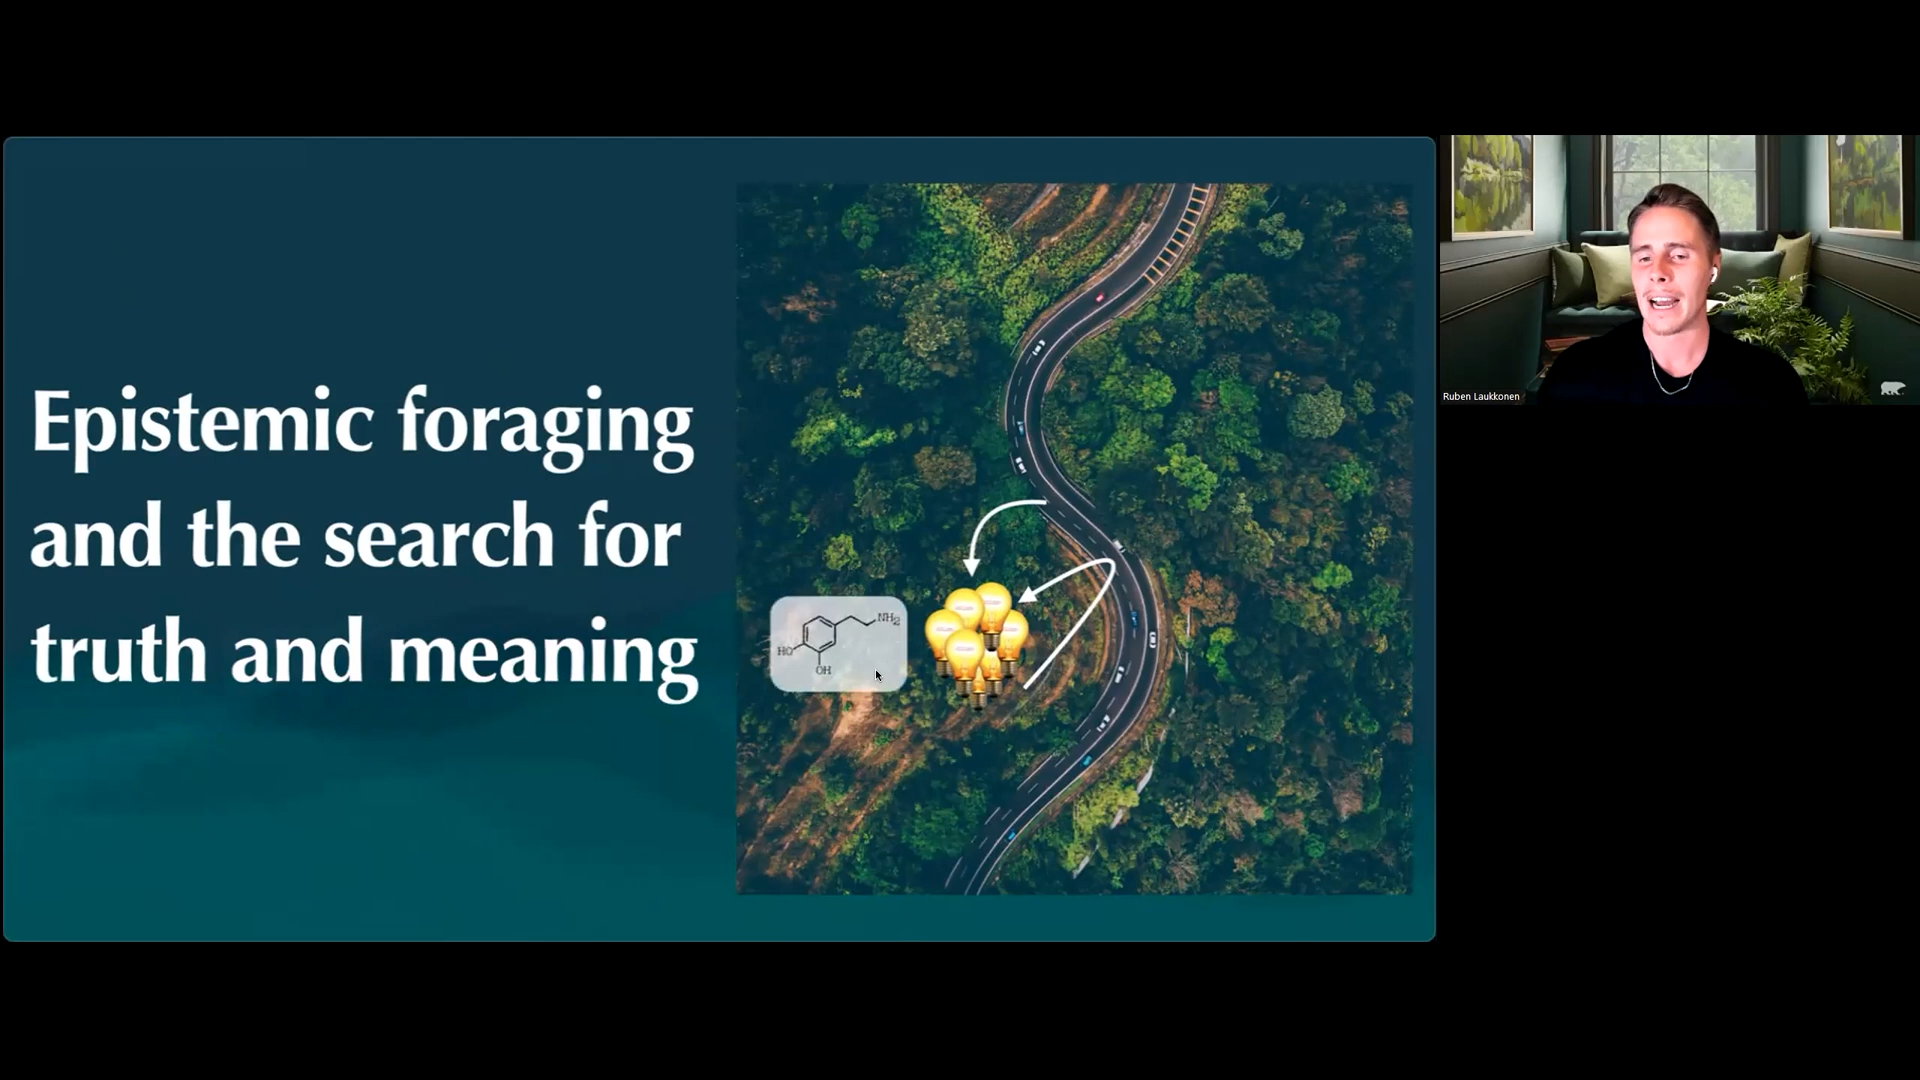 Epistemic foraging
and the search for
truth and meaning
NH2
HO
OH
Ruben Laukkonen